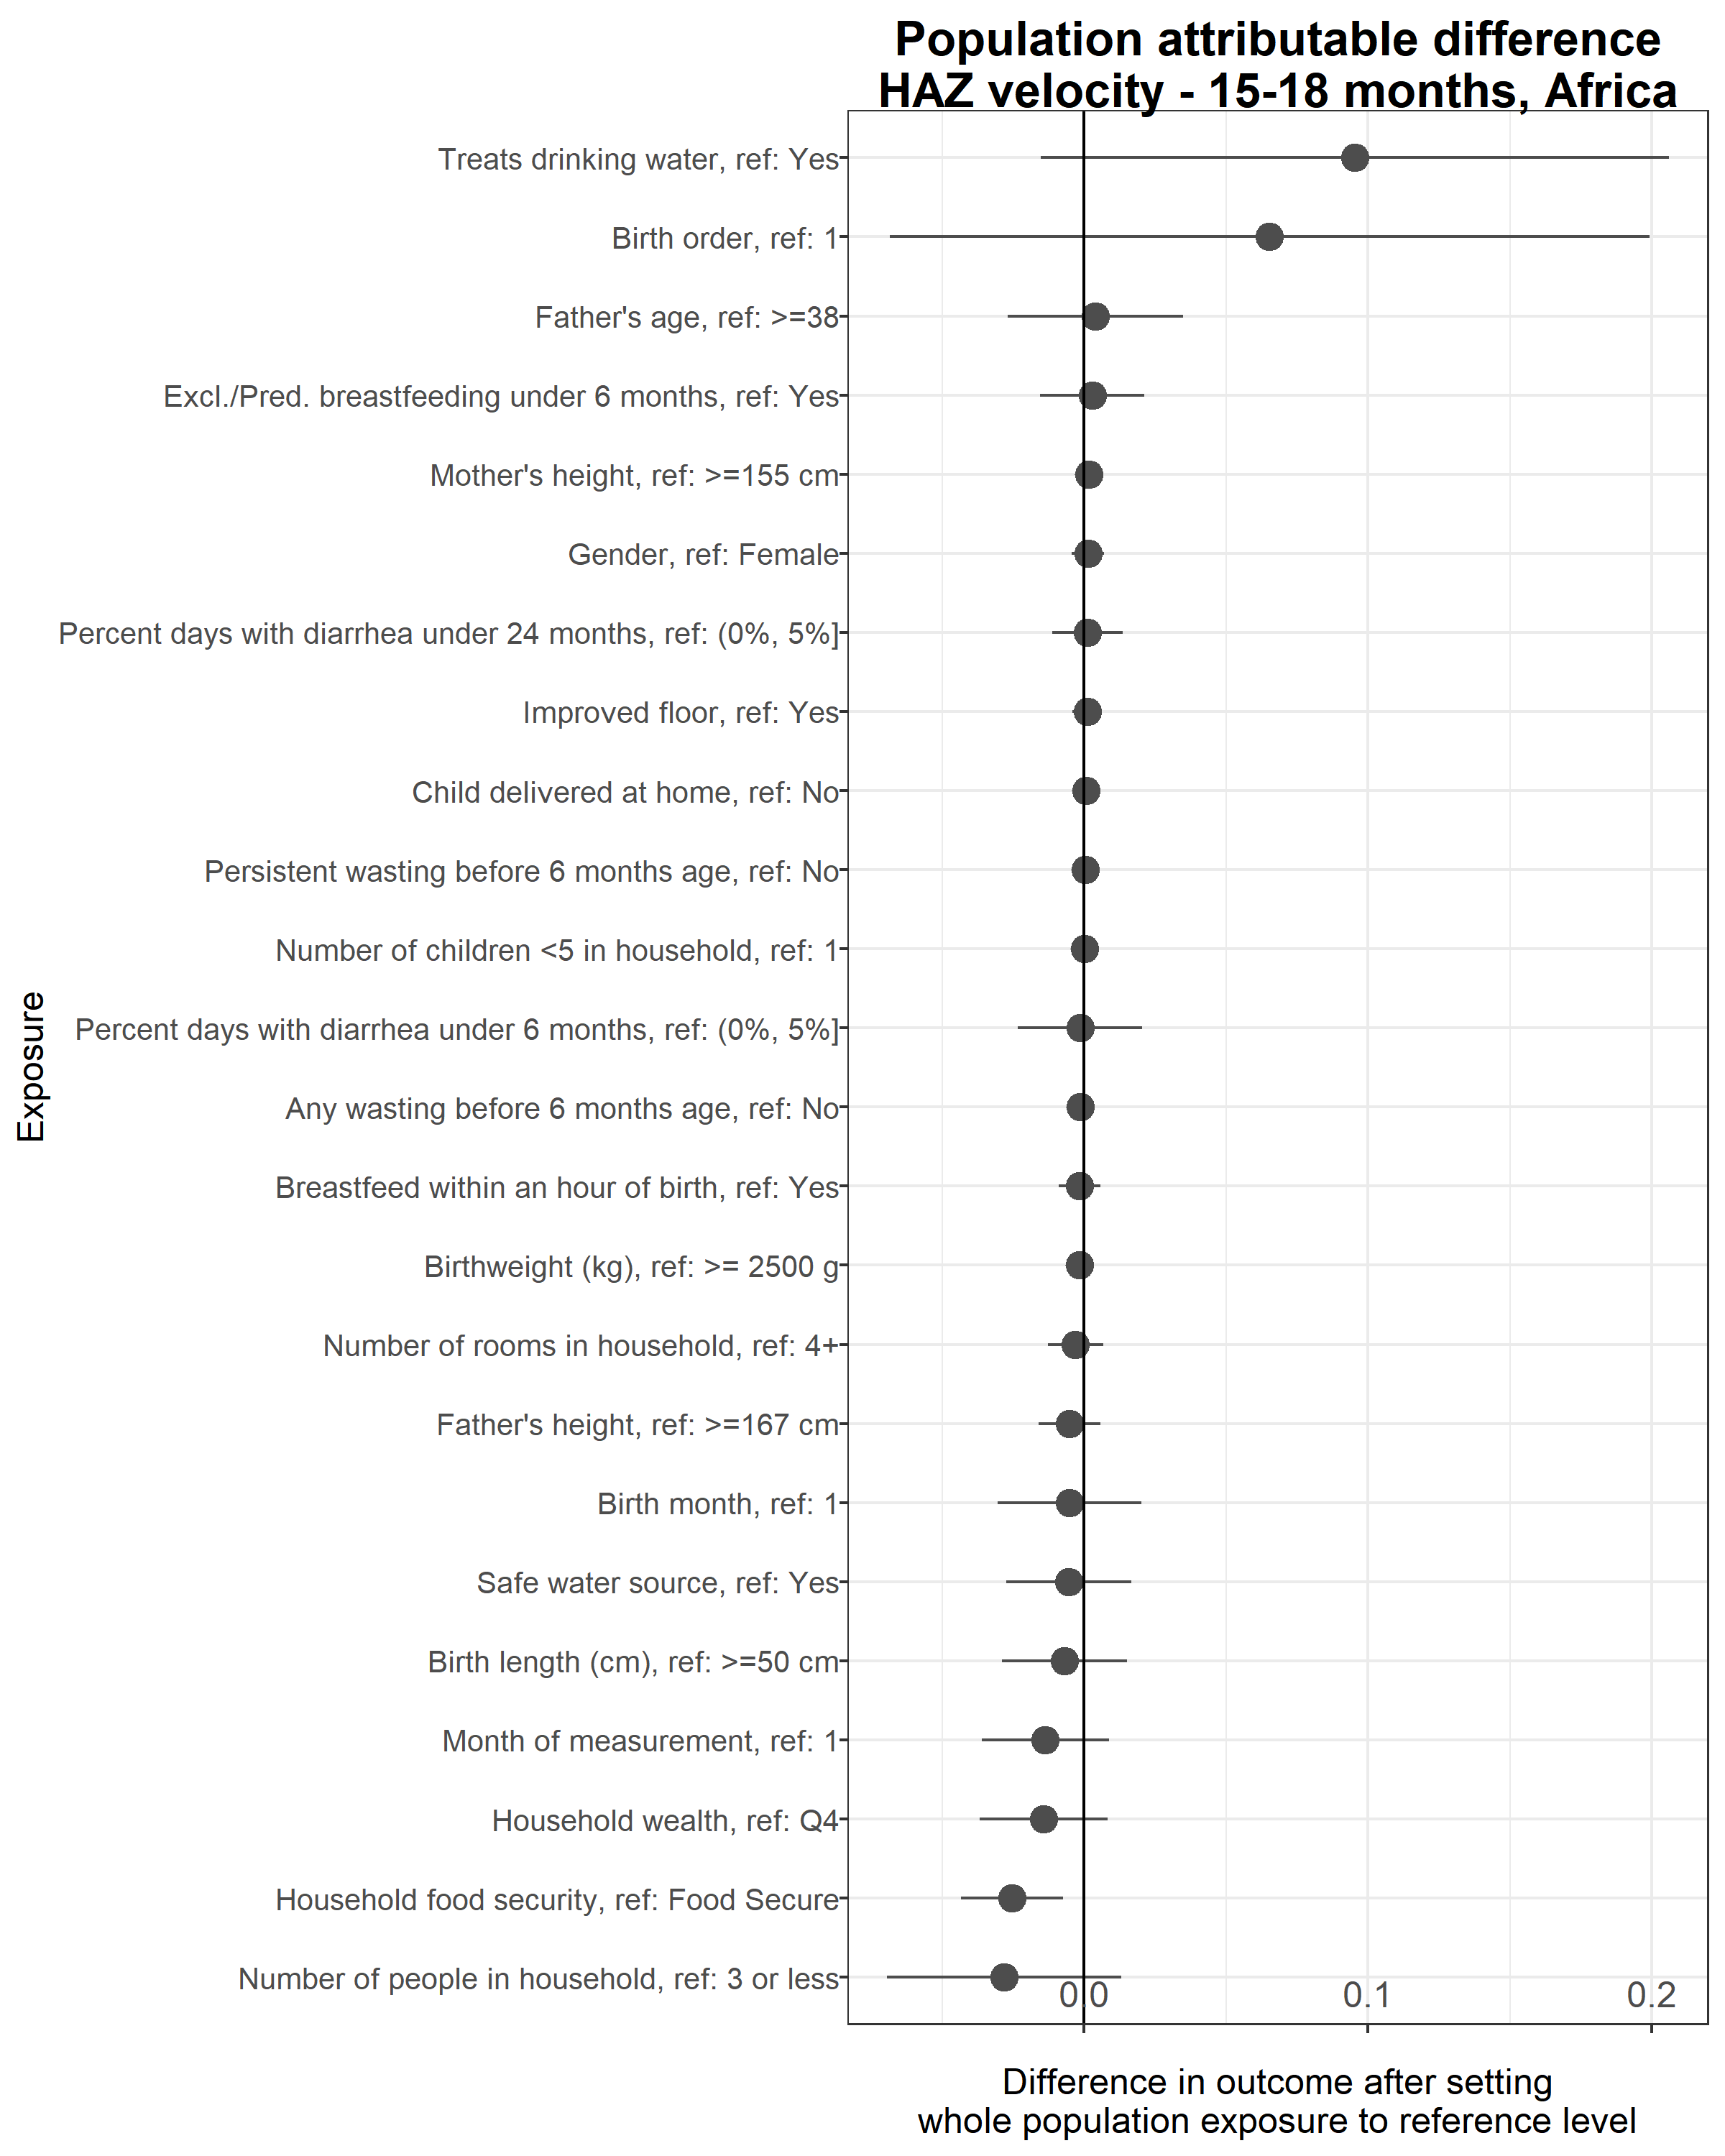 Population attributable difference
HAZ velocity - 15-18 months, Africa
Treats drinking water, ref: Yes
Birth order, ref: 1
Father's age, ref: >=38
Excl./Pred. breastfeeding under 6 months, ref: Yes
Mother's height, ref: >=155 cm
Gender, ref: Female
Percent days with diarrhea under 24 months, ref: (0%, 5%]
Improved floor, ref: Yes
Child delivered at home, ref: No
Persistent wasting before 6 months age, ref: No
Number of children <5 in household, ref: 1
Percent days with diarrhea under 6 months, ref: (0%, 5%]
Any wasting before 6 months age, ref: No
Breastfeed within an hour of birth, ref: Yes
Birthweight (kg), ref: >= 2500 g
Number of rooms in household, ref: 4+
Father's height, ref: >=167 cm
Birth month, ref: 1
Safe water source, ref: Yes
Birth length (cm), ref: >=50 cm
Month of measurement, ref: 1
Household wealth, ref: Q4
Household food security, ref: Food Secure
Number of people in household, ref: 3 or less
Exposure
0.0 0.1 0.2
Difference in outcome after setting
whole population exposure to reference level